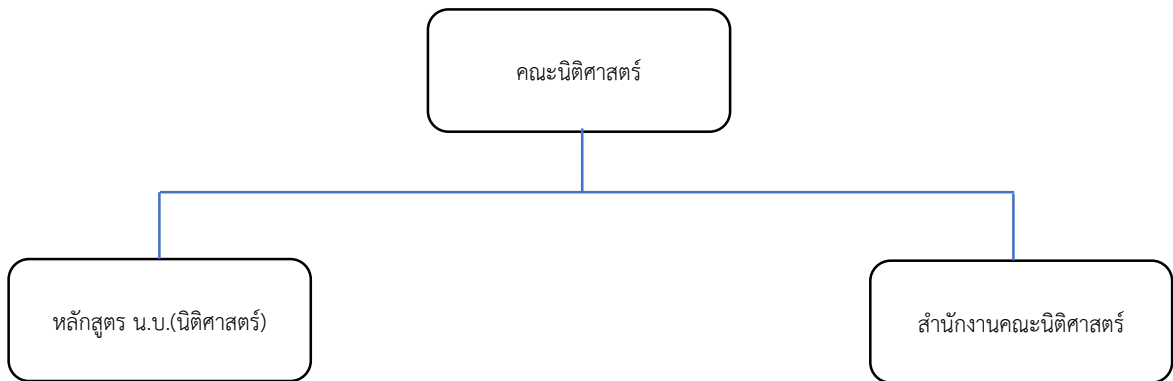 คณะนิติศาสตร์
หลักสูตร น.บ.(นิติศาสตร์)
สำนักงานคณะนิติศาสตร์